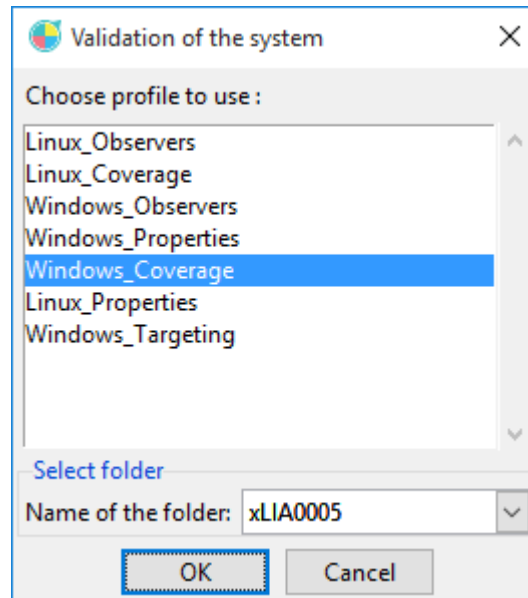 Validation of the system
Choose profile to use :
Linux_Observers
Linux_Coverage
Windows_Observers
Windows_Properties
Windows_Coverage
Linux_Properties
Windows_Targeting
Select folder
Name of the folder: xLIA0005
OK Cancel